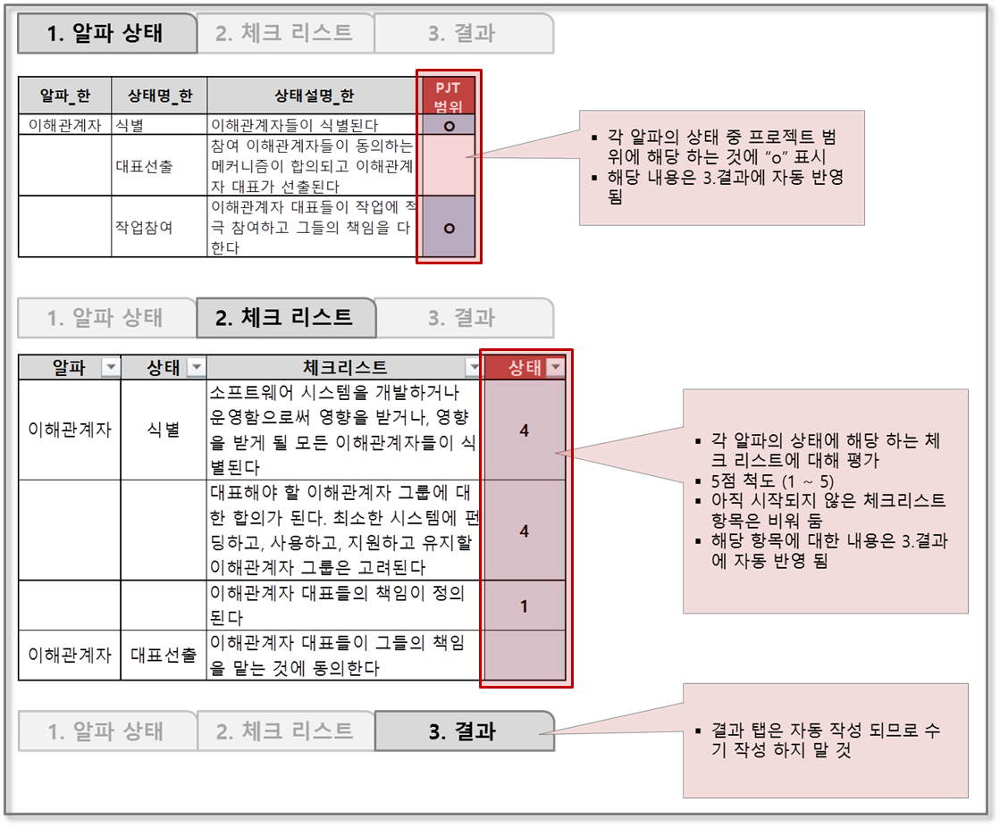 1. 알파 상태
2. 체크 리스트
3. 결과
알파_한
상태명_한
상태설명_한
PJT
범위
이해관계자
식별
이해관계자들이 식별된다
o
대표선출
참여 이해관계자들이 동의하는
메커니즘이 합의되고 이해관계
자 대표가 선출된다
작업참여
이해관계자 대표들이 작업에 적
극 참여하고 그들의 책임을 다
한다
o
▪ 각 알파의 상태 중 프로젝트 범
위에 해당 하는 것에 “o” 표시
▪ 해당 내용은 3.결과에 자동 반영
됨
1. 알파 상태
2. 체크 리스트
3. 결과
알파
상태
체크리스트
상태
이해관계자
식별
소프트웨어 시스템을 개발하거나
운영함으로써 영향을 받거나, 영향
을 받게 될 모든 이해관계자들이 식
별된다
4
대표해야 할 이해관계자 그룹에 대
한 합의가 된다. 최소한 시스템에 펀
딩하고, 사용하고, 지원하고 유지할
이해관계자 그룹은 고려된다
4
이해관계자 대표들의 책임이 정의
된다
1
이해관계자
대표선출
이해관계자 대표들이 그들의 책임
을 맡는 것에 동의한다
▪ 각 알파의 상태에 해당 하는 체
크 리스트에 대해 평가
▪ 5점 척도 (1 ~ 5)
▪ 아직 시작되지 않은 체크리스트
항목은 비워 둠
▪ 해당 항목에 대한 내용은 3.결과
에 자동 반영 됨
1. 알파 상태
2. 체크 리스트
3. 결과
▪ 결과 탭은 자동 작성 되므로 수
기 작성 하지 말 것